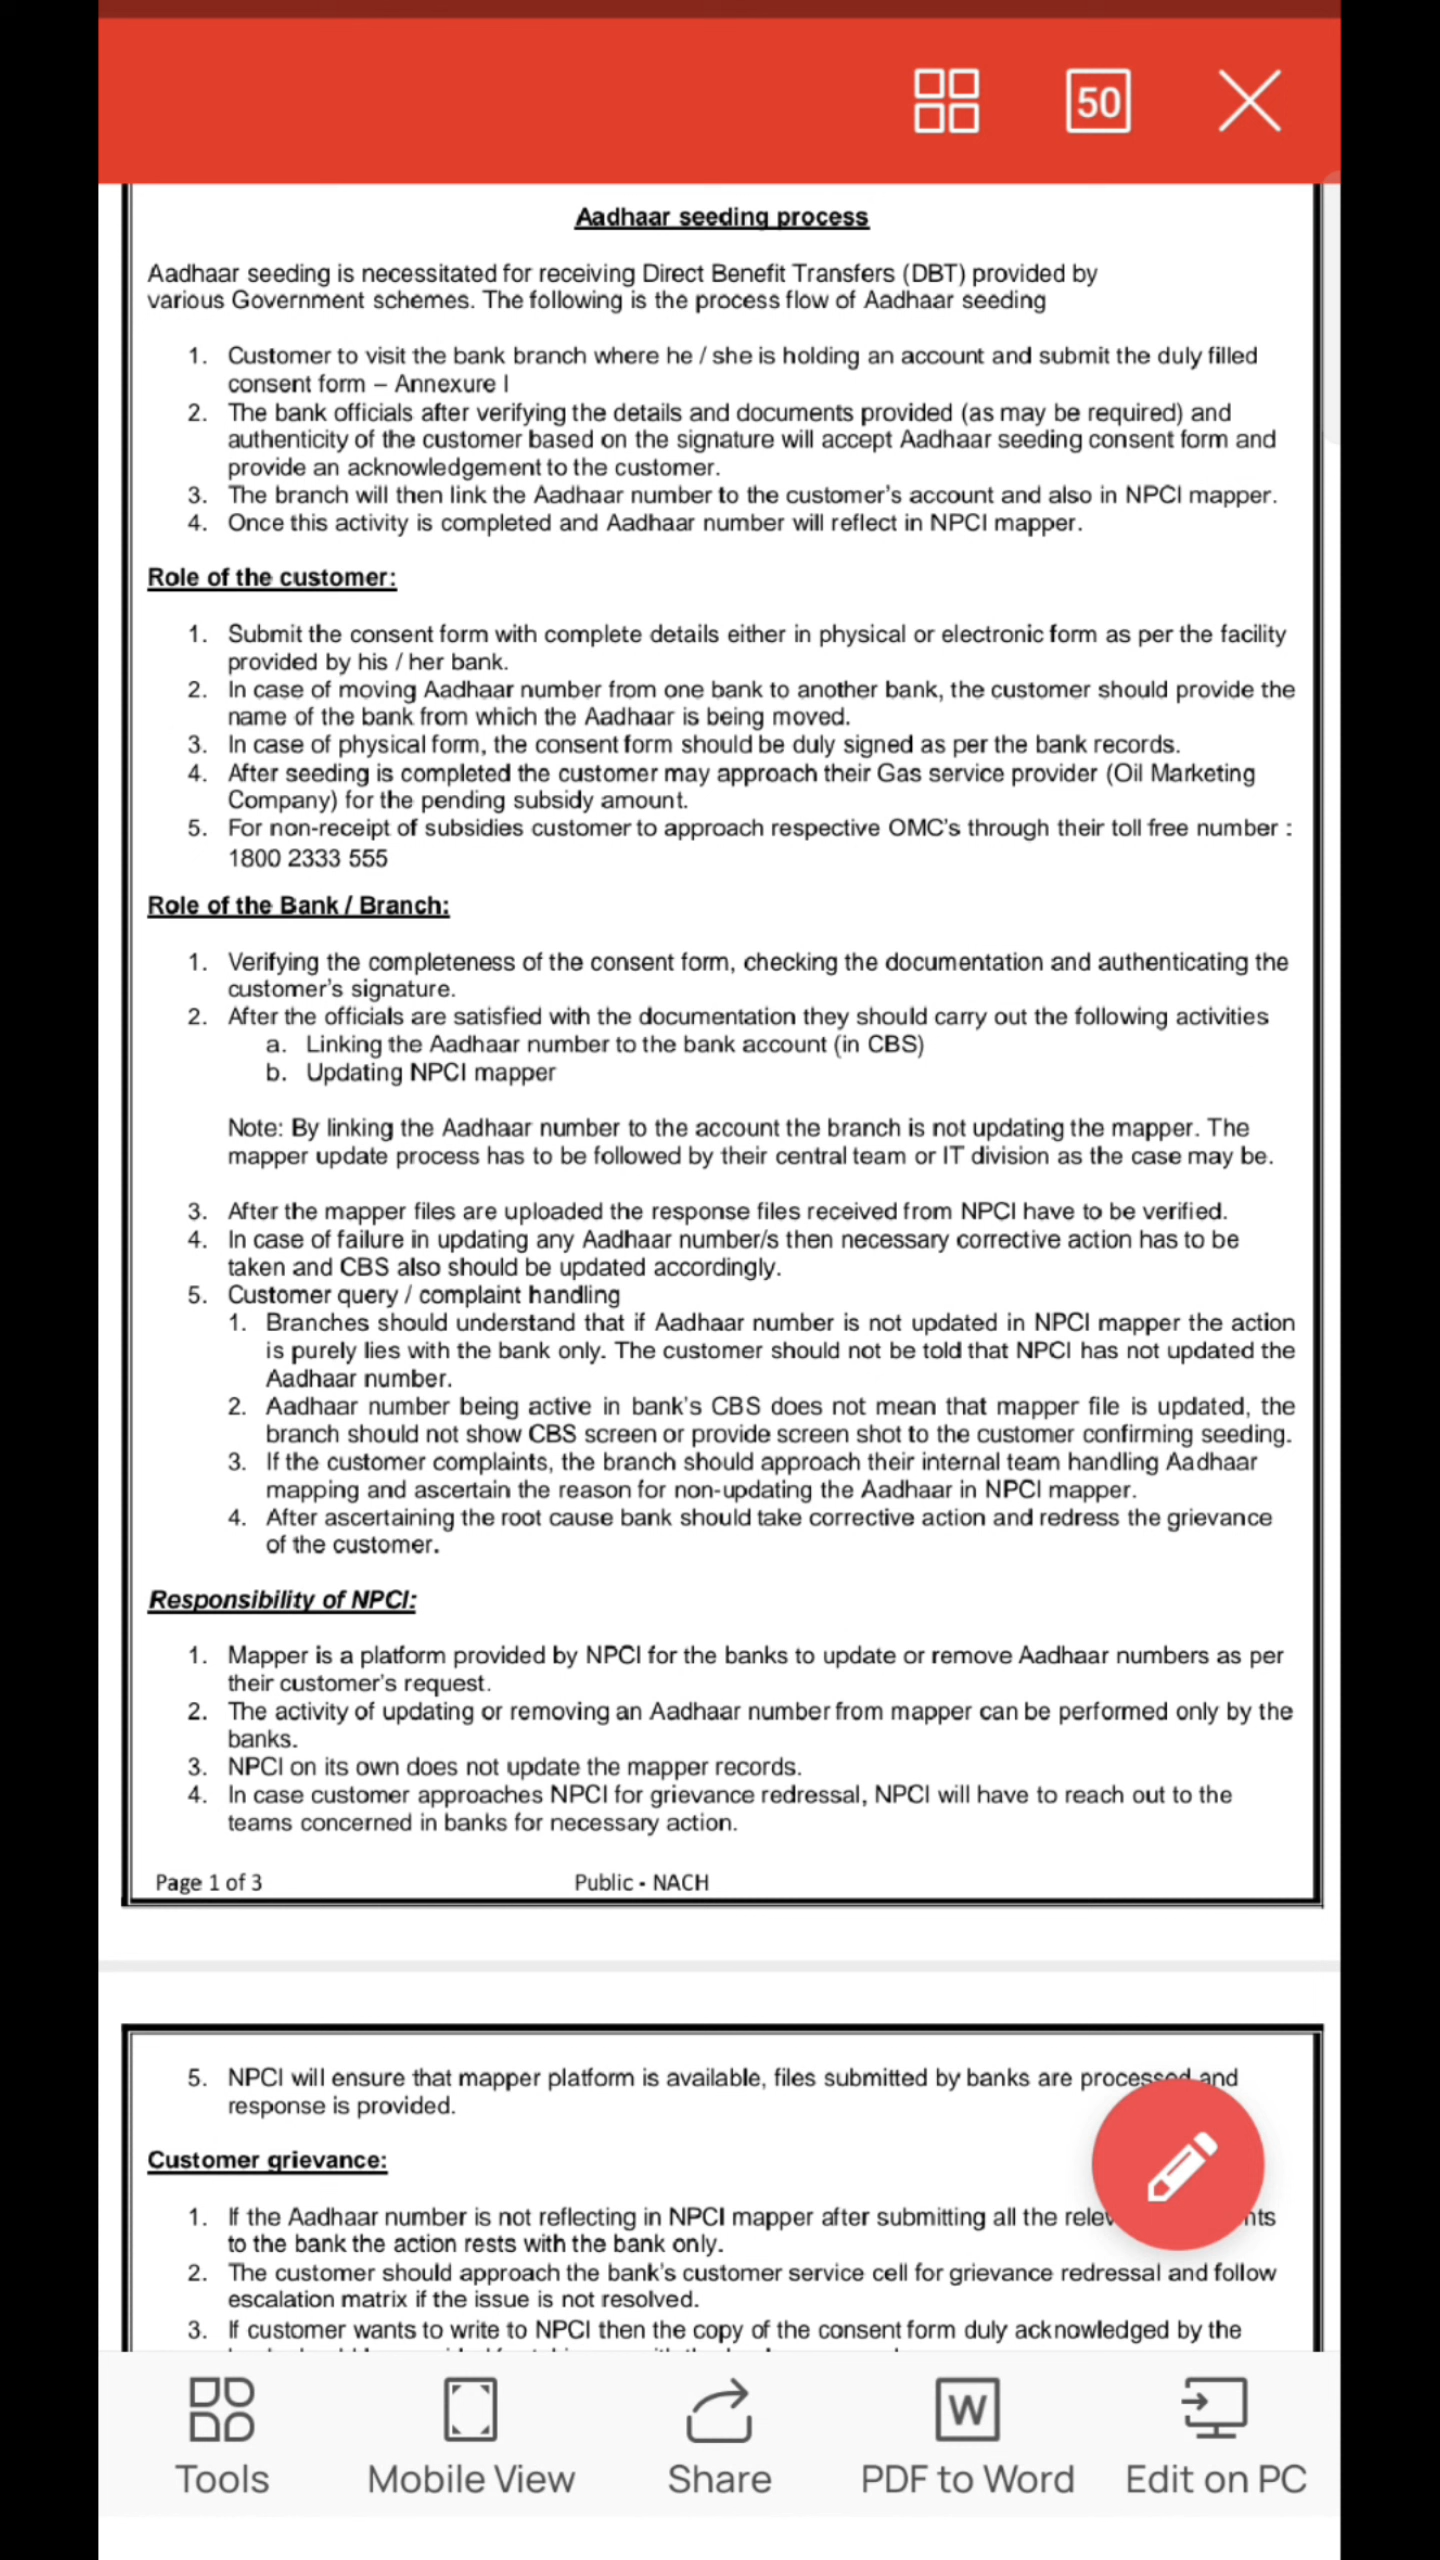 50
Aadhaar seeding process
Aadhaar seeding is necessitated for receiving Direct Benefit Transfers (DBT) provided by
various Government schemes. The following is the process flow of Aadhaar seeding
1. Customer to visit the bank branch where he / she is holding an account and submit the duly filled
consent form – Annexure I
2. The bank officials after verifying the details and documents provided (as may be required) and
authenticity of the customer based on the signature will accept Aadhaar seeding consent form and
provide an acknowledgement to the customer.
3. The branch will then link the Aadhaar number to the customer's account and also in NPCI mapper.
4. Once this activity is completed and Aadhaar number will reflect in NPCI mapper.
Role of the customer:
1. Submit the consent form with complete details either in physical or electronic form as per the facility
provided by his / her bank.
2. In case of moving Aadhaar number from one bank to another bank, the customer should provide the
name of the bank from which the Aadhaar is being moved.
3. In case of physical form, the consent form should be duly signed as per the bank records.
4. After seeding is completed the customer may approach their Gas service provider (Oil Marketing
Company) for the pending subsidy amount.
5. For non-receipt of subsidies customer to approach respective OMC's through their toll free number :
1800 2333 555
Role of the Bank / Branch:
1. Verifying the completeness of the consent form, checking the documentation and authenticating the
customer's signature.
2. After the officials are satisfied with the documentation they should carry out the following activities
a. Linking the Aadhaar number to the bank account (in CBS)
b. Updating NPCI mapper
Note: By linking the Aadhaar number to the account the branch is not updating the mapper. The
mapper update process has to be followed by their central team or IT division as the case may be.
3. After the mapper files are uploaded the response files received from NPCI have to be verified.
4. In case of failure in updating any Aadhaar number/s then necessary corrective action has to be
taken and CBS also should be updated accordingly.
5. Customer query / complaint handling
1. Branches should understand that if Aadhaar number is not updated in NPCI mapper the action
is purely lies with the bank only. The customer should not be told that NPCI has not updated the
Aadhaar number.
2. Aadhaar number being active in bank's CBS does not mean that mapper file is updated, the
branch should not show CBS screen or provide screen shot to the customer confirming seeding.
3. If the customer complaints, the branch should approach their internal team handling Aadhaar
mapping and ascertain the reason for non-updating the Aadhaar in NPCI mapper.
4. After ascertaining the root cause bank should take corrective action and redress the grievance
of the customer.
Responsibility of NPCI:
1. Mapper is a platform provided by NPCI for the banks to update or remove Aadhaar numbers as per
their customer's request.
2. The activity of updating or removing an Aadhaar number from mapper can be performed only by the
banks.
3. NPCI on its own does not update the mapper records.
4. In case customer approaches NPCI for grievance redressal, NPCI will have to reach out to the
teams concerned in banks for necessary action.
Page 1 of 3 Public - NACH
5. NPCI will ensure that mapper platform is available, files submitted by banks are processed and
response is provided.
Customer grievance:
1. If the Aadhaar number is not reflecting in NPCI mapper after submitting all the
to the bank the action rests with the bank only.
2. The customer should approach the bank's customer service cell for grievance redressal and follow
escalation matrix if the issue is not resolved.
3. If customer wants to write to NPCI then the copy of the consent form duly acknowledged by the
Tools Mobile View Share PDF to Word Edit on PC